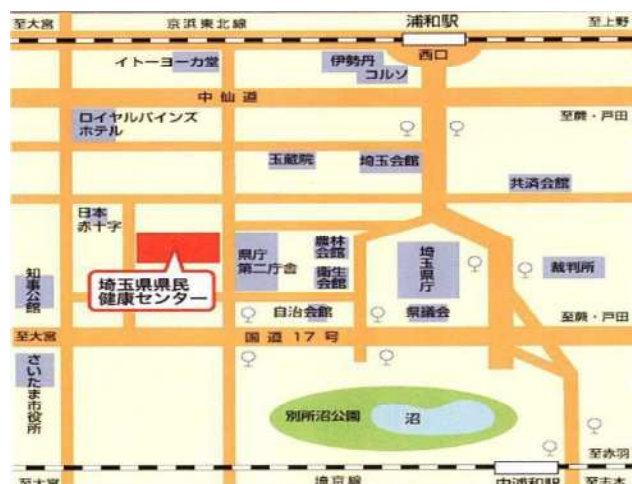 至大宮
京浜東北線
浦和駅
至上野
西口
イトーヨーカ堂
伊勢丹
コルソ
中仙道
ロイヤルパインズ
ホテル
至蕨・戸田
玉蔵院
埼玉会館
共済会館
日本
赤十字
県庁
第二庁舎
農林
会館
衛生
会館
埼玉県庁
裁判所
知事公館
埼玉県県民
健康センター
自治会館
県議会
至大宮
国道17号
至蕨・戸田
さいたま市役所
別所沼公園
沼
至赤羽
至大宮
埼京線
中浦和駅